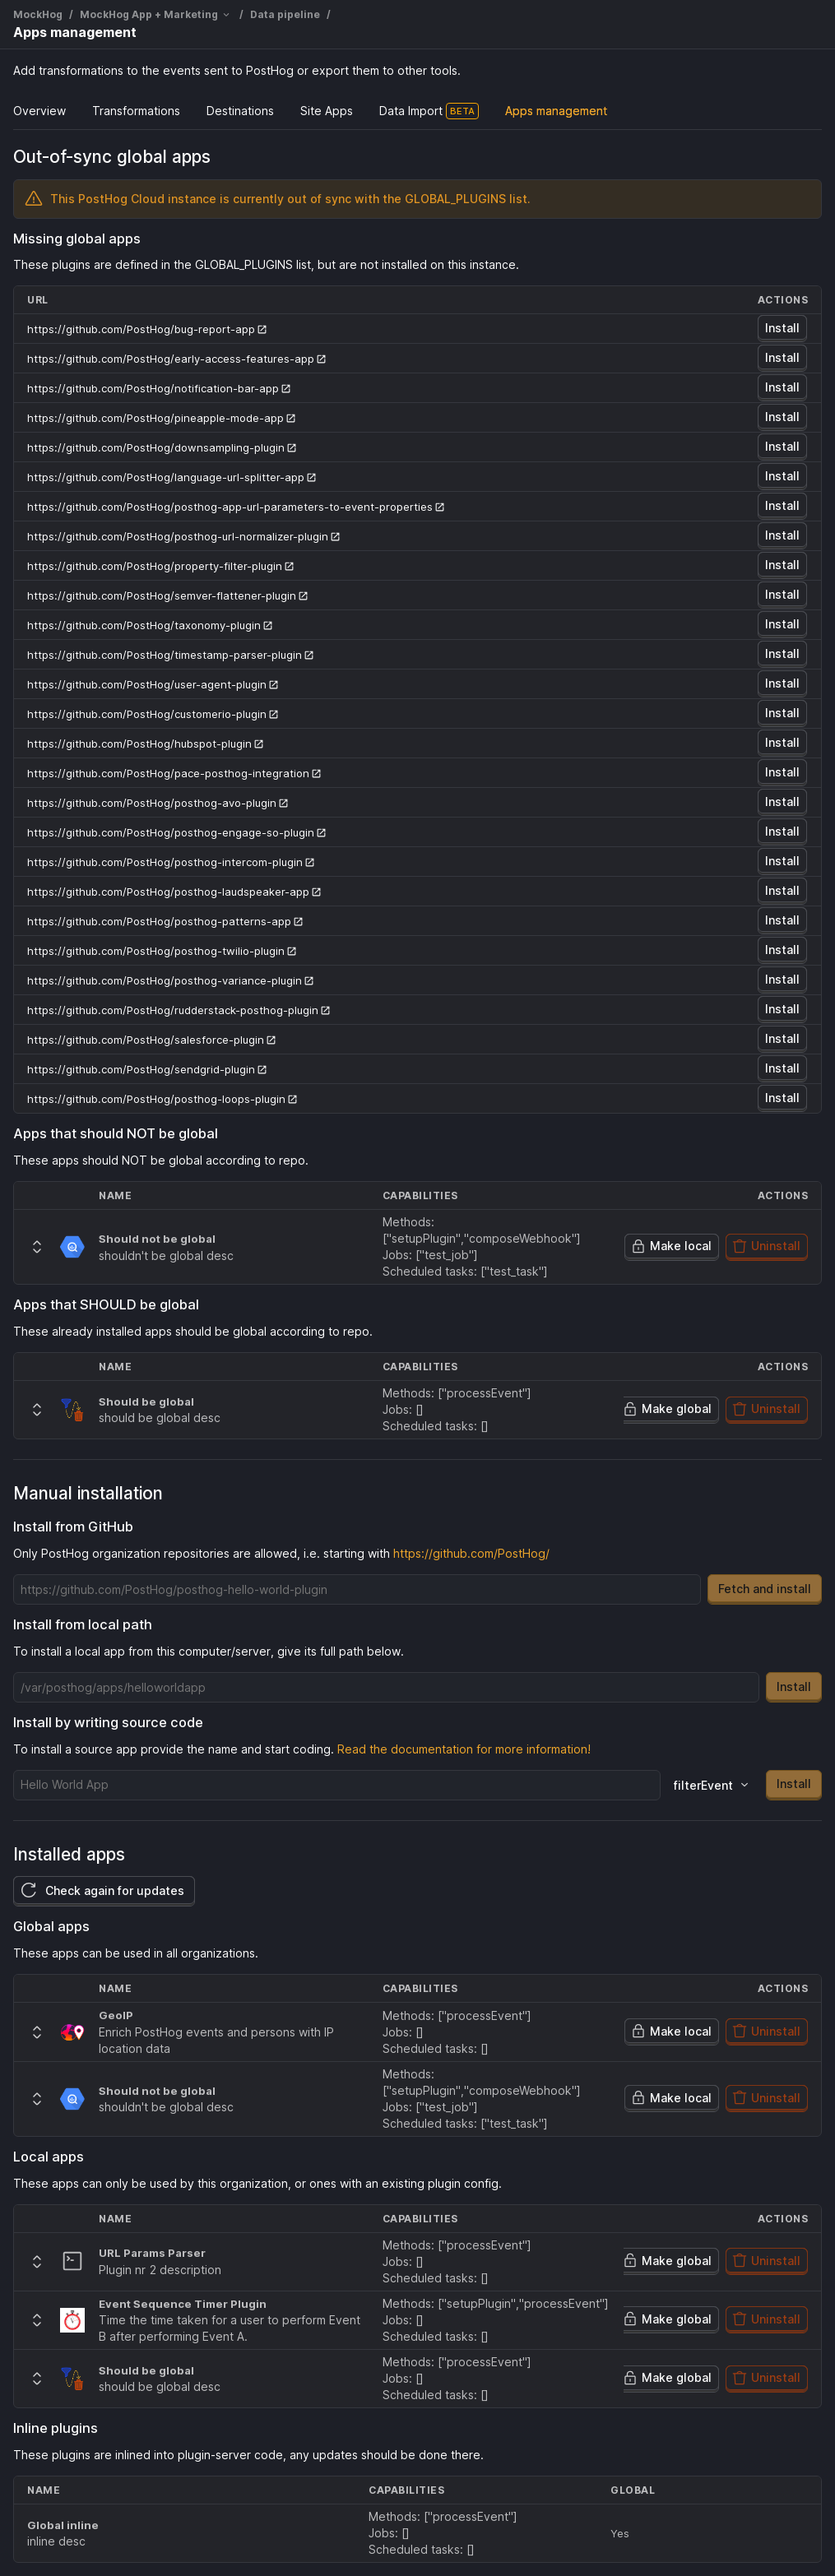 MockHog / MockHog App + Marketing / Data pipeline /
Apps management
Add transformations to the events sent to PostHog or export them to other tools.
Overview Transformations Destinations Site Apps Data Import BETA Apps management
Out-of-sync global apps
This PostHog Cloud instance is currently out of sync with the GLOBAL_PLUGINS list.
Missing global apps
These plugins are defined in the GLOBAL_PLUGINS list, but are not installed on this instance.
URL ACTIONS
https://github.com/PostHog/bug-report-app Install
https://github.com/PostHog/early-access-features-app Install
https://github.com/PostHog/notification-bar-app Install
https://github.com/PostHog/pineapple-mode-app Install
https://github.com/PostHog/downsampling-plugin Install
https://github.com/PostHog/language-url-splitter-app Install
https://github.com/PostHog/posthog-app-url-parameters-to-event-properties Install
https://github.com/PostHog/posthog-url-normalizer-plugin Install
https://github.com/PostHog/property-filter-plugin Install
https://github.com/PostHog/semver-flattener-plugin Install
https://github.com/PostHog/taxonomy-plugin Install
https://github.com/PostHog/timestamp-parser-plugin Install
https://github.com/PostHog/user-agent-plugin Install
https://github.com/PostHog/customerio-plugin Install
https://github.com/PostHog/hubspot-plugin Install
https://github.com/PostHog/pace-posthog-integration Install
https://github.com/PostHog/posthog-avo-plugin Install
https://github.com/PostHog/posthog-engage-so-plugin Install
https://github.com/PostHog/posthog-intercom-plugin Install
https://github.com/PostHog/posthog-laudspeaker-app Install
https://github.com/PostHog/posthog-patterns-app Install
https://github.com/PostHog/posthog-twilio-plugin Install
https://github.com/PostHog/posthog-variance-plugin Install
https://github.com/PostHog/rudderstack-posthog-plugin Install
https://github.com/PostHog/salesforce-plugin Install
https://github.com/PostHog/sendgrid-plugin Install
https://github.com/PostHog/posthog-loops-plugin Install
Apps that should NOT be global
These apps should NOT be global according to repo.
NAME CAPABILITIES ACTIONS
Should not be global
shouldn't be global desc
Methods:
["setupPlugin","composeWebhook"]
Jobs: ["test_job"]
Scheduled tasks: ["test_task"]
Make local Uninstall
Apps that SHOULD be global
These already installed apps should be global according to repo.
NAME CAPABILITIES ACTIONS
Should be global
should be global desc
Methods: ["processEvent"]
Jobs: []
Scheduled tasks: []
Make global Uninstall
Manual installation
Install from GitHub
Only PostHog organization repositories are allowed, i.e. starting with https://github.com/PostHog/
https://github.com/PostHog/posthog-hello-world-plugin Fetch and install
Install from local path
To install a local app from this computer/server, give its full path below.
/var/posthog/apps/helloworldapp Install
Install by writing source code
To install a source app provide the name and start coding. Read the documentation for more information!
Hello World App filterEvent Install
Installed apps
Check again for updates
Global apps
These apps can be used in all organizations.
NAME CAPABILITIES ACTIONS
GeoIP
Enrich PostHog events and persons with IP
location data
Methods: ["processEvent"]
Jobs: []
Scheduled tasks: []
Make local Uninstall
Should not be global
shouldn't be global desc
Methods:
["setupPlugin","composeWebhook"]
Jobs: ["test_job"]
Scheduled tasks: ["test_task"]
Make local Uninstall
Local apps
These apps can only be used by this organization, or ones with an existing plugin config.
NAME CAPABILITIES ACTIONS
URL Params Parser
Plugin nr 2 description
Methods: ["processEvent"]
Jobs: []
Scheduled tasks: []
Make global Uninstall
Event Sequence Timer Plugin
Time the time taken for a user to perform Event
B after performing Event A.
Methods: ["setupPlugin","processEvent"]
Jobs: []
Scheduled tasks: []
Make global Uninstall
Should be global
should be global desc
Methods: ["processEvent"]
Jobs: []
Scheduled tasks: []
Make global Uninstall
Inline plugins
These plugins are inlined into plugin-server code, any updates should be done there.
NAME CAPABILITIES GLOBAL
Global inline
inline desc
Methods: ["processEvent"]
Jobs: []
Scheduled tasks: []
Yes